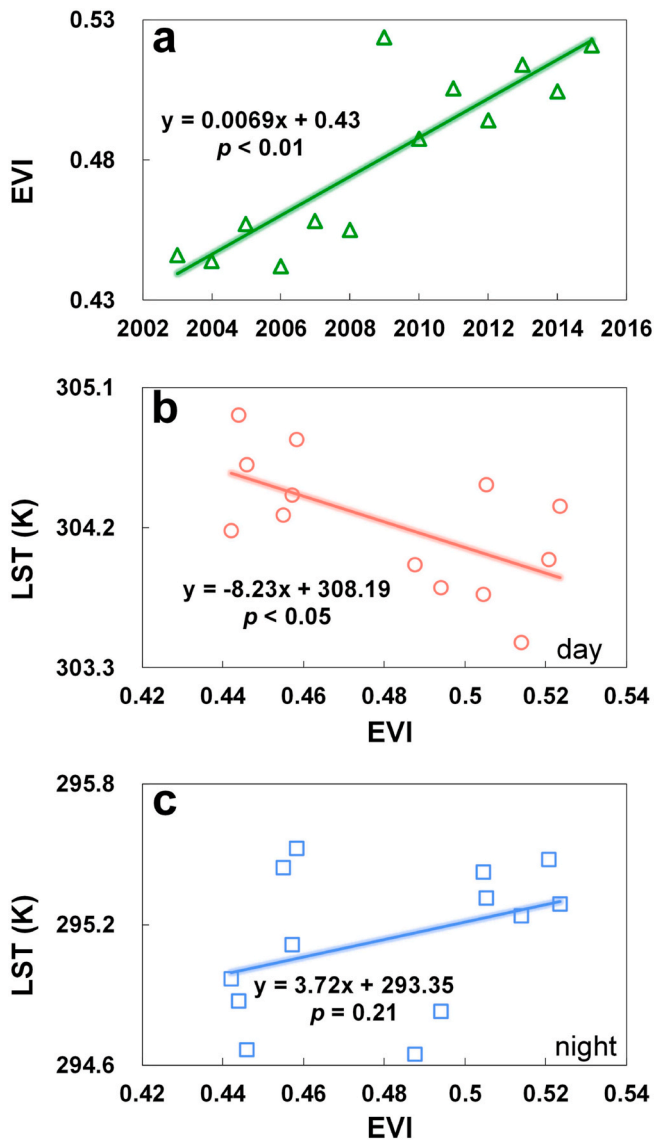 a
0.53
0.48
0.43
EVI
y = 0.0069x + 0.43
p < 0.01
2002 2004 2006 2008 2010 2012 2014 2016
b
305.1
304.2
303.3
LST (K)
y = -8.23x + 308.19
p < 0.05
day
0.42 0.44 0.46 0.48 0.5 0.52 0.54
EVI
c
295.8
295.2
294.6
LST (K)
y = 3.72x + 293.35
p = 0.21
night
0.42 0.44 0.46 0.48 0.5 0.52 0.54
EVI